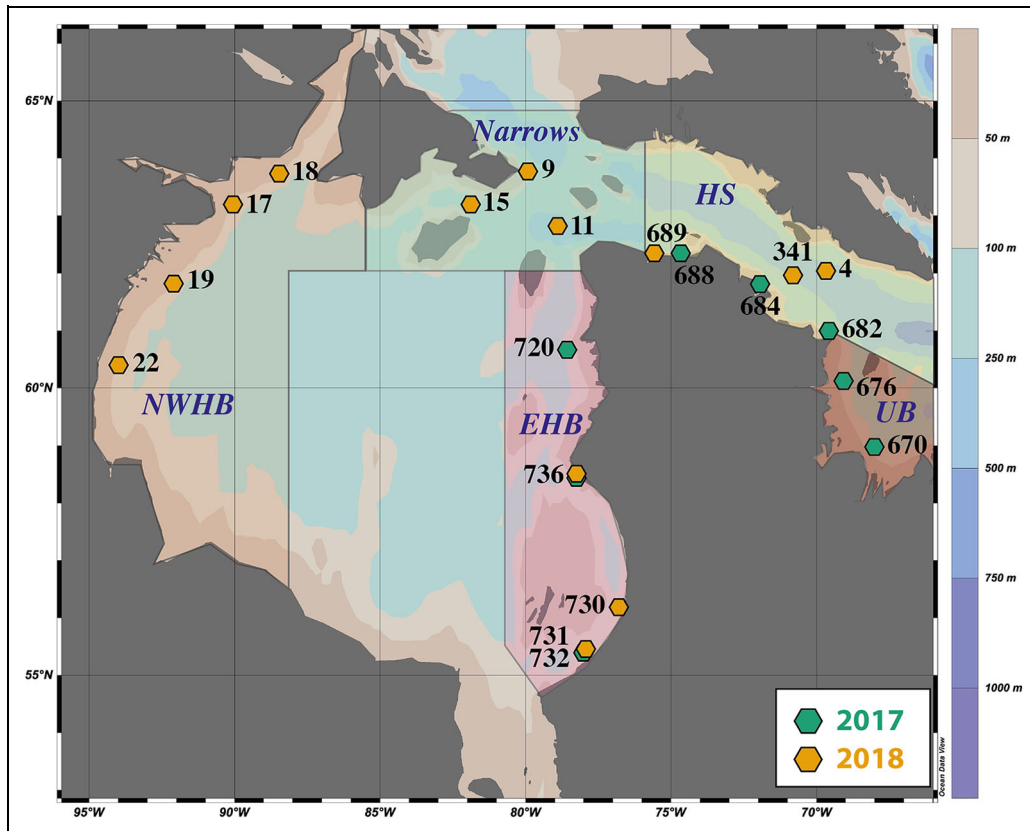 65°N
60°N
55°N
95°W
90°W
85°W
80°W
75°W
70°W
Narrows
HS
NWHB
EHB
UB
18
17
19
22
9
15
11
689
688
341
4
684
682
676
670
720
736
730
731
732
2017
2018
50 m
100 m
250 m
500 m
750 m
1000 m
Ocean Data View